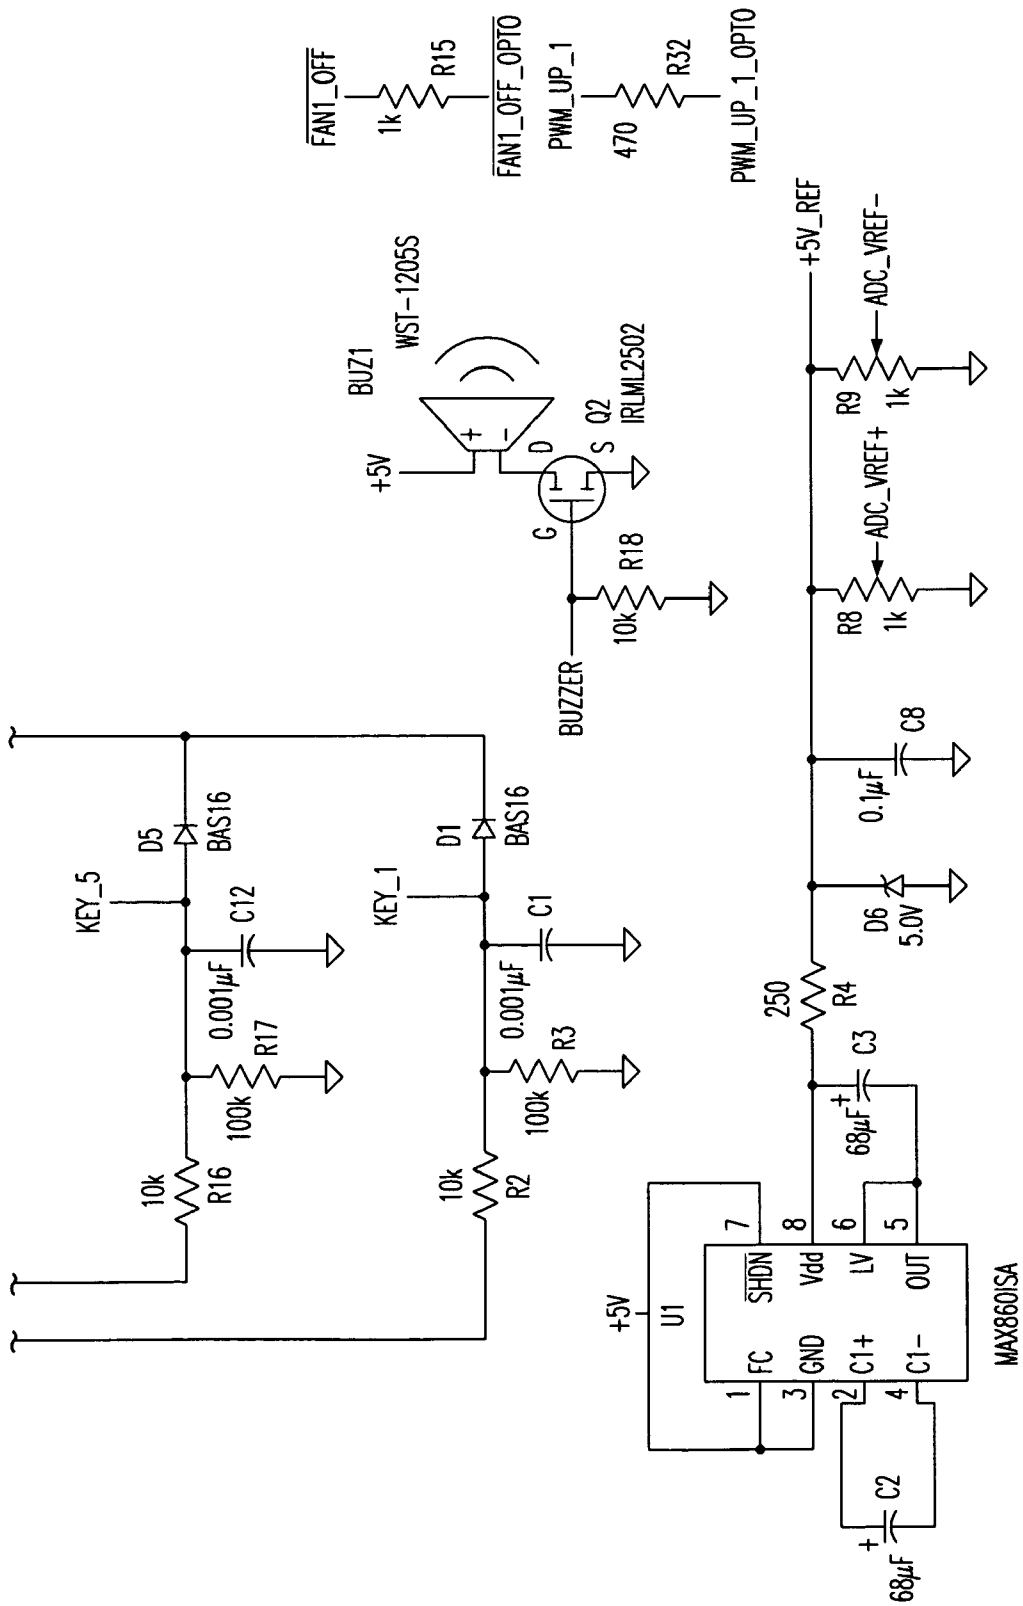 KEY_5
D5
BAS16
C12
0.001µF
R17
100k
10k
R16
KEY_1
D1
BAS16
C1
0.001µF
R3
100k
10k
R2
BUZ1
WST-1205S
+5V
+
-
D
G
S
Q2
IRLML2502
BUZZER
10k
R18
FAN1_OFF
1k
R15
FAN1_OFF_OPTO
PWM_UP_1
470
R32
PWM_UP_1_OPTO
+5V
U1
1
FC
SHDN
7
3
GND
Vdd
8
2
C1+
LV
6
4
C1-
OUT
5
MAX860ISA
+
C2
68µF
+
C3
68µF
250
R4
D6
5.0V
0.1µF
C8
R8
1k
ADC_VREF+
R9
1k
ADC_VREF-
+5V_REF